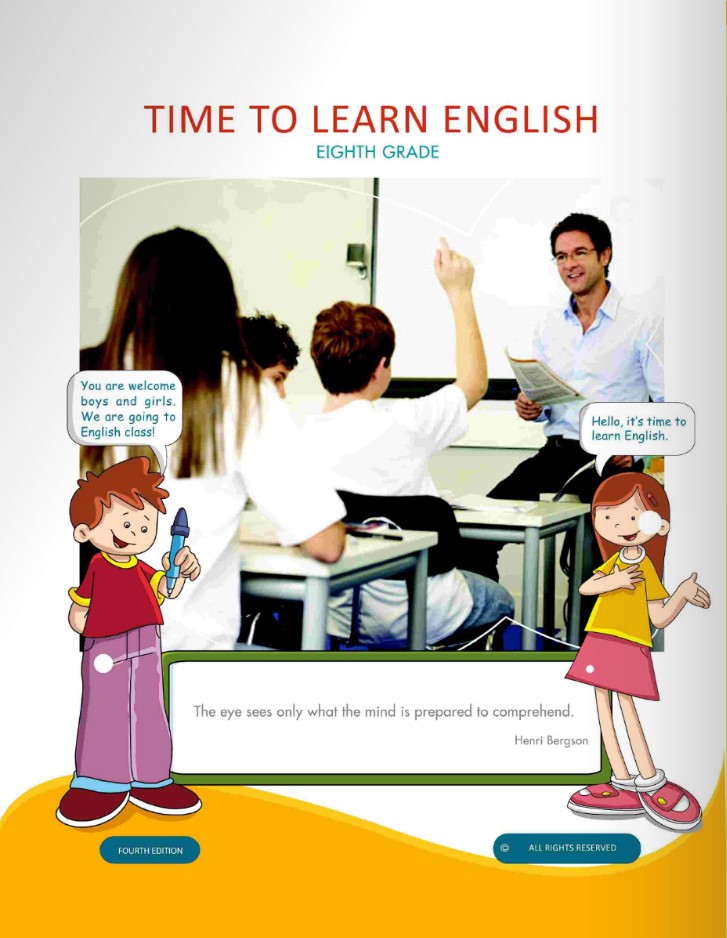 TIME TO LEARN ENGLISH
EIGHTH GRADE
You are welcome
boys and girls.
We are going to
English class!
Hello, it's time to
learn English.
The eye sees only what the mind is prepared to comprehend.
Henri Bergson
FOURTH EDITION
© ALL RIGHTS RESERVED